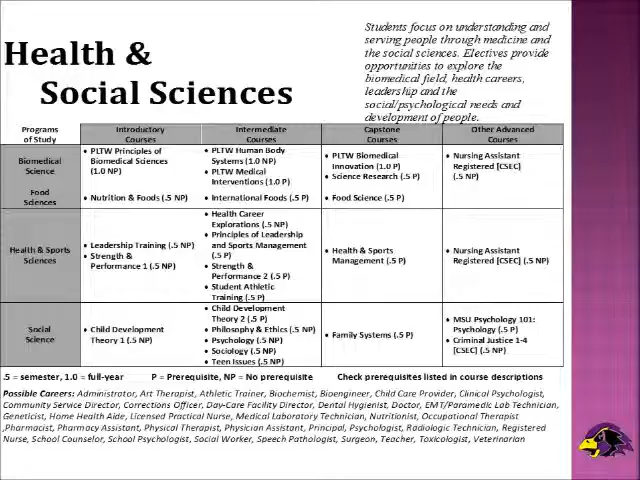 Health &
Social Sciences
Students focus on understanding and
serving people through medicine and
the social sciences. Electives provide
opportunities to explore the
biomedical field, health careers,
leadership and the
social/psychological needs and
development of people.
Programs
of Study
Introductory
Courses
Intermediate
Courses
Capstone
Courses
Other Advanced
Courses
Biomedical
Science
Food
Sciences
• PLTW Principles of
Biomedical Sciences
(1.0 NP)
• Nutrition & Foods (.5 NP)
• PLTW Human Body
Systems (1.0 NP)
• PLTW Medical
Interventions (1.0 P)
• International Foods (.5 P)
• PLTW Biomedical
Innovation (1.0 P)
• Science Research (.5 P)
• Food Science (.5 P)
• Nursing Assistant
Registered [CSEC]
(.5 NP)
Health & Sports
Sciences
• Leadership Training (.5 NP)
• Strength &
Performance 1 (.5 NP)
• Health Career
Explorations (.5 NP)
• Principles of Leadership
and Sports Management
(.5 P)
• Strength &
Performance 2 (.5 P)
• Student Athletic
Training (.5 P)
• Health & Sports
Management (.5 P)
• Nursing Assistant
Registered [CSEC] (.5 NP)
Social
Science
• Child Development
Theory 1 (.5 NP)
• Child Development
Theory 2 (.5 P)
• Philosophy & Ethics (.5 NP)
• Psychology (.5 NP)
• Sociology (.5 NP)
• Teen Issues (.5 NP)
• Family Systems (.5 P)
• MSU Psychology 101:
Psychology (.5 P)
• Criminal Justice 1-4
[CSEC] (.5 NP)
.5 = semester, 1.0 = full-year P = Prerequisite, NP = No prerequisite Check prerequisites listed in course descriptions
Possible Careers: Administrator, Art Therapist, Athletic Trainer, Biochemist, Bioengineer, Child Care Provider, Clinical Psychologist,
Community Service Director, Corrections Officer, Day-Care Facility Director, Dental Hygienist, Doctor, EMT/Paramedic Lab Technician,
Geneticist, Home Health Aide, Licensed Practical Nurse, Medical Laboratory Technician, Nutritionist, Occupational Therapist
,Pharmacist, Pharmacy Assistant, Physical Therapist, Physician Assistant, Principal, Psychologist, Radiologic Technician, Registered
Nurse, School Counselor, School Psychologist, Social Worker, Speech Pathologist, Surgeon, Teacher, Toxicologist, Veterinarian